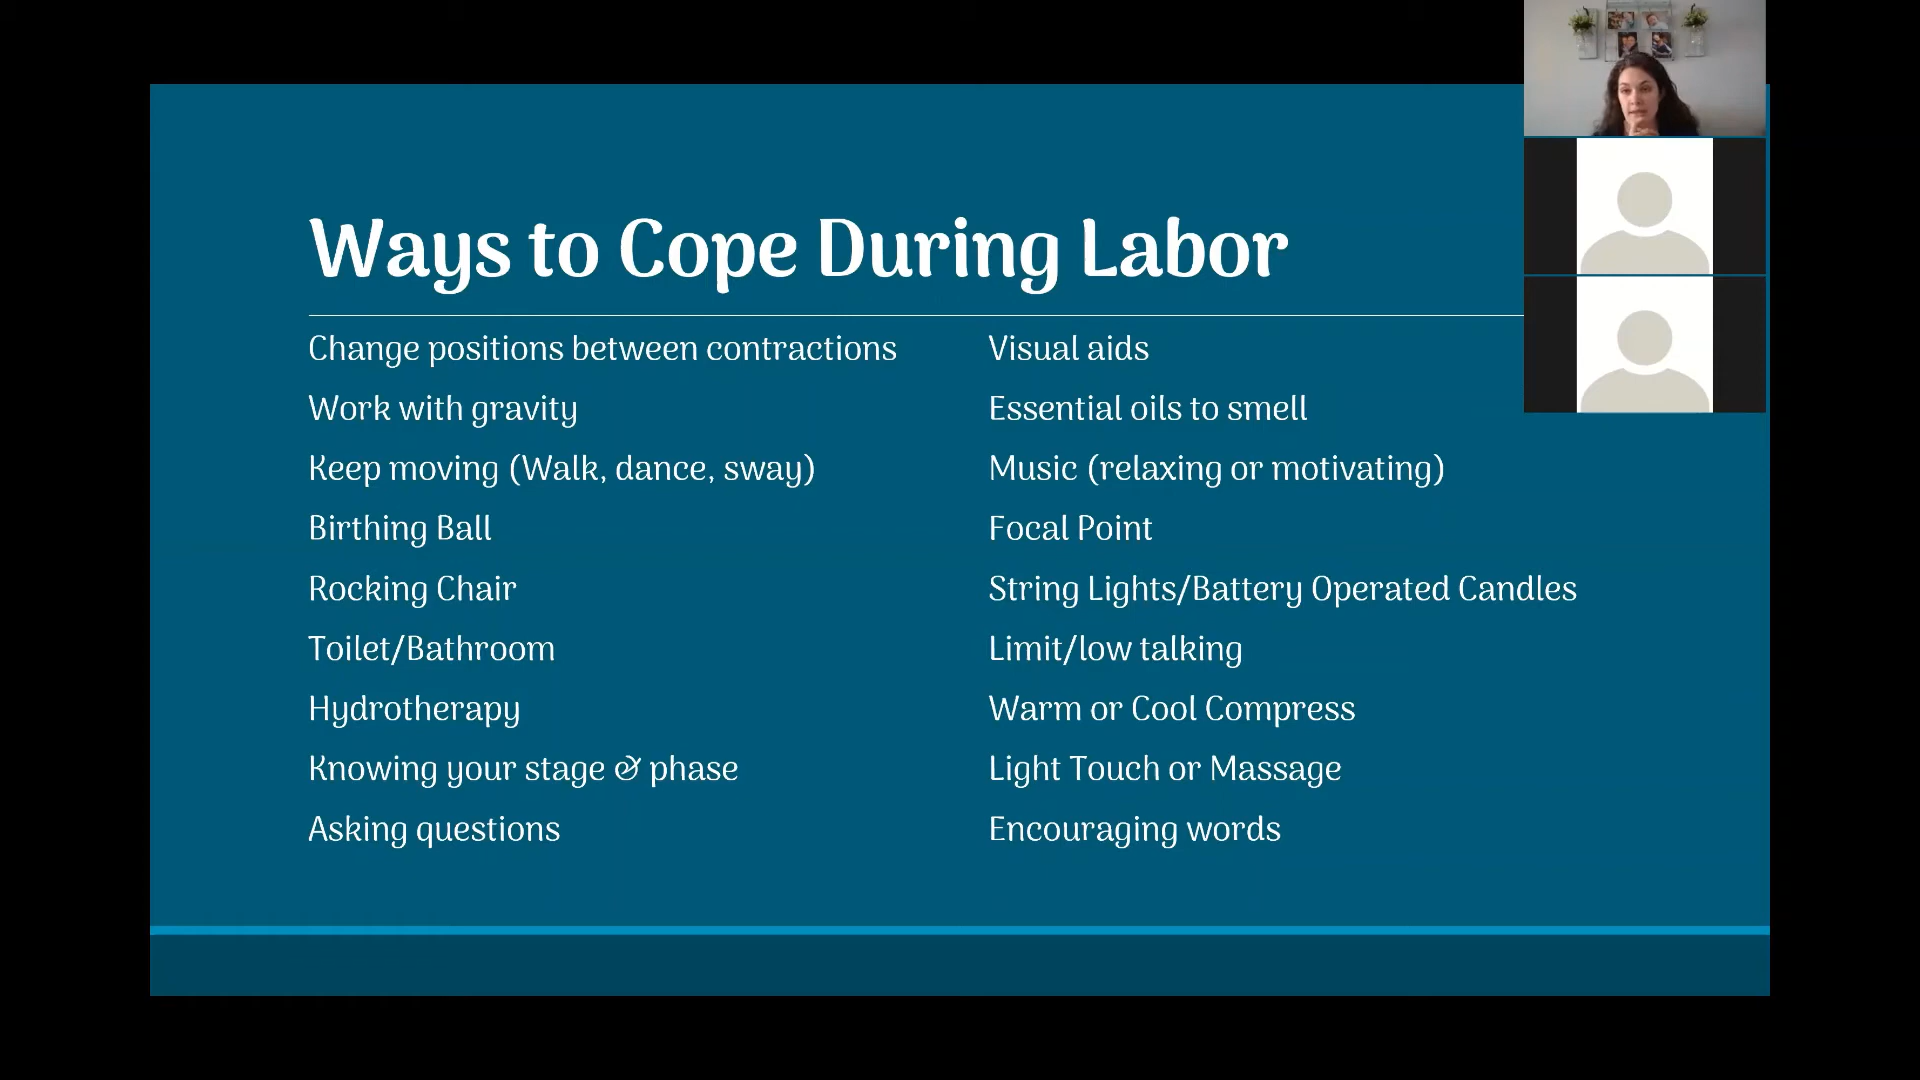 Ways to Cope During Labor
Change positions between contractions
Work with gravity
Keep moving (Walk, dance, sway)
Birthing Ball
Rocking Chair
Toilet/Bathroom
Hydrotherapy
Knowing your stage & phase
Asking questions
Visual aids
Essential oils to smell
Music (relaxing or motivating)
Focal Point
String Lights/Battery Operated Candles
Limit/low talking
Warm or Cool Compress
Light Touch or Massage
Encouraging words